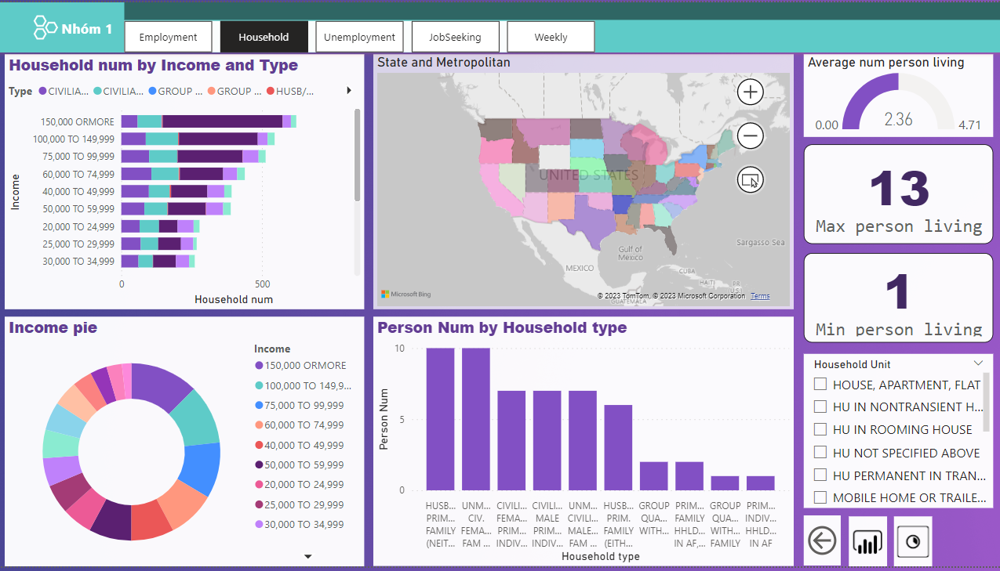 Nhóm 1
Employment
Household
Unemployment
JobSeeking
Weekly
Household num by Income and Type
Type CIVILIA... CIVILIA... GROUP ... GROUP ... HUSB/...
Income
150,000 ORMORE
100,000 TO 149,999
75,000 TO 99,999
60,000 TO 74,999
40,000 TO 49,999
50,000 TO 59,999
20,000 TO 24,999
25,000 TO 29,999
30,000 TO 34,999
0 500
Household num
State and Metropolitan
UNITED STATES
Gulf of
Mexico
Sargasso Sea
MEXICO
CUBA
HAITI
PR
U.S.
GUATEMALA
Microsoft Bing
© 2023 TomTom, © 2023 Microsoft Corporation Terms
Average num person living
0.00 2.36 4.71
13
Max person living
1
Min person living
Income pie
Income
150,000 ORMORE
100,000 TO 149,9...
75,000 TO 99,999
60,000 TO 74,999
40,000 TO 49,999
50,000 TO 59,999
20,000 TO 24,999
25,000 TO 29,999
30,000 TO 34,999
Person Num by Household type
Person Num
10
5
0
HUSB... PRIM... FAMILY (NEIT...
UNM... CIV. FEMA... FAM ...
CIVILI... FEMA... PRIM... INDIV...
CIVILI... MALE PRIM... INDIV...
UNM... CIVILI... MALE... FAM ...
HUSB... PRIM. FAMILY (EITH...
GROUP QUA... WITH...
PRIM... FAMILY HHLD... IN AF,...
GROUP QUA... WITH... FAMILY
PRIM... INDIV... HHLD... IN AF
Household type
Household Unit
HOUSE, APARTMENT, FLAT
HU IN NONTRANSIENT H...
HU IN ROOMING HOUSE
HU NOT SPECIFIED ABOVE
HU PERMANENT IN TRAN...
MOBILE HOME OR TRAILE...